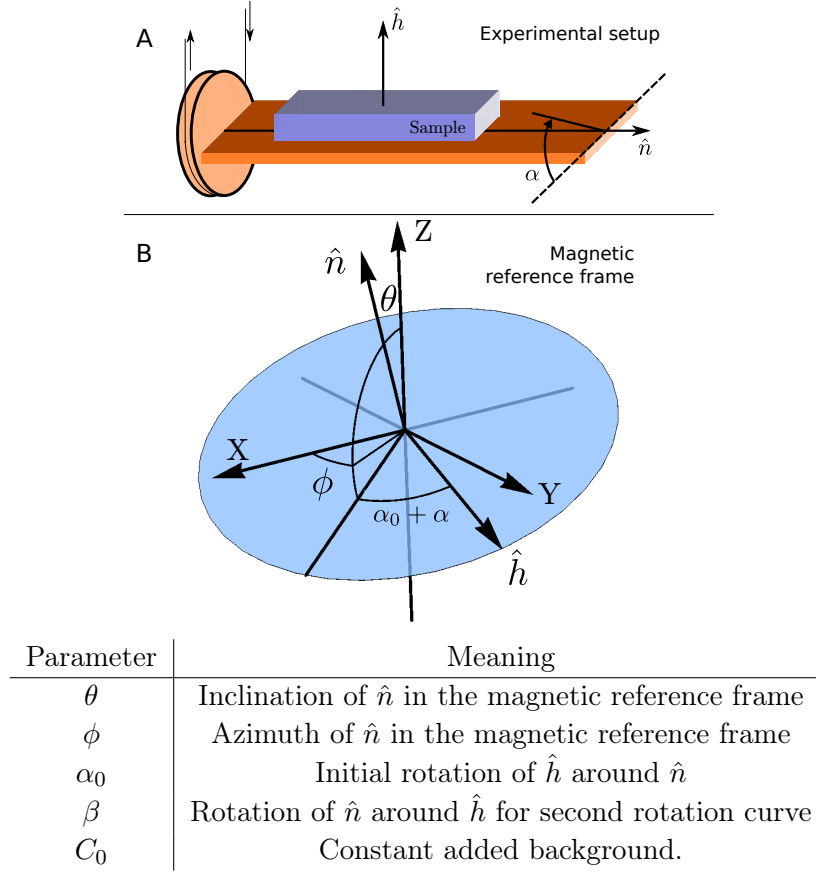 A
ĥ
Experimental setup
Sample
n̂
α
B
Z
Magnetic
reference frame
n̂
θ
X
ϕ
Y
α₀ + α
ĥ
Parameter Meaning
θ Inclination of n̂ in the magnetic reference frame
ϕ Azimuth of n̂ in the magnetic reference frame
α₀ Initial rotation of ĥ around n̂
β Rotation of n̂ around ĥ for second rotation curve
C₀ Constant added background.